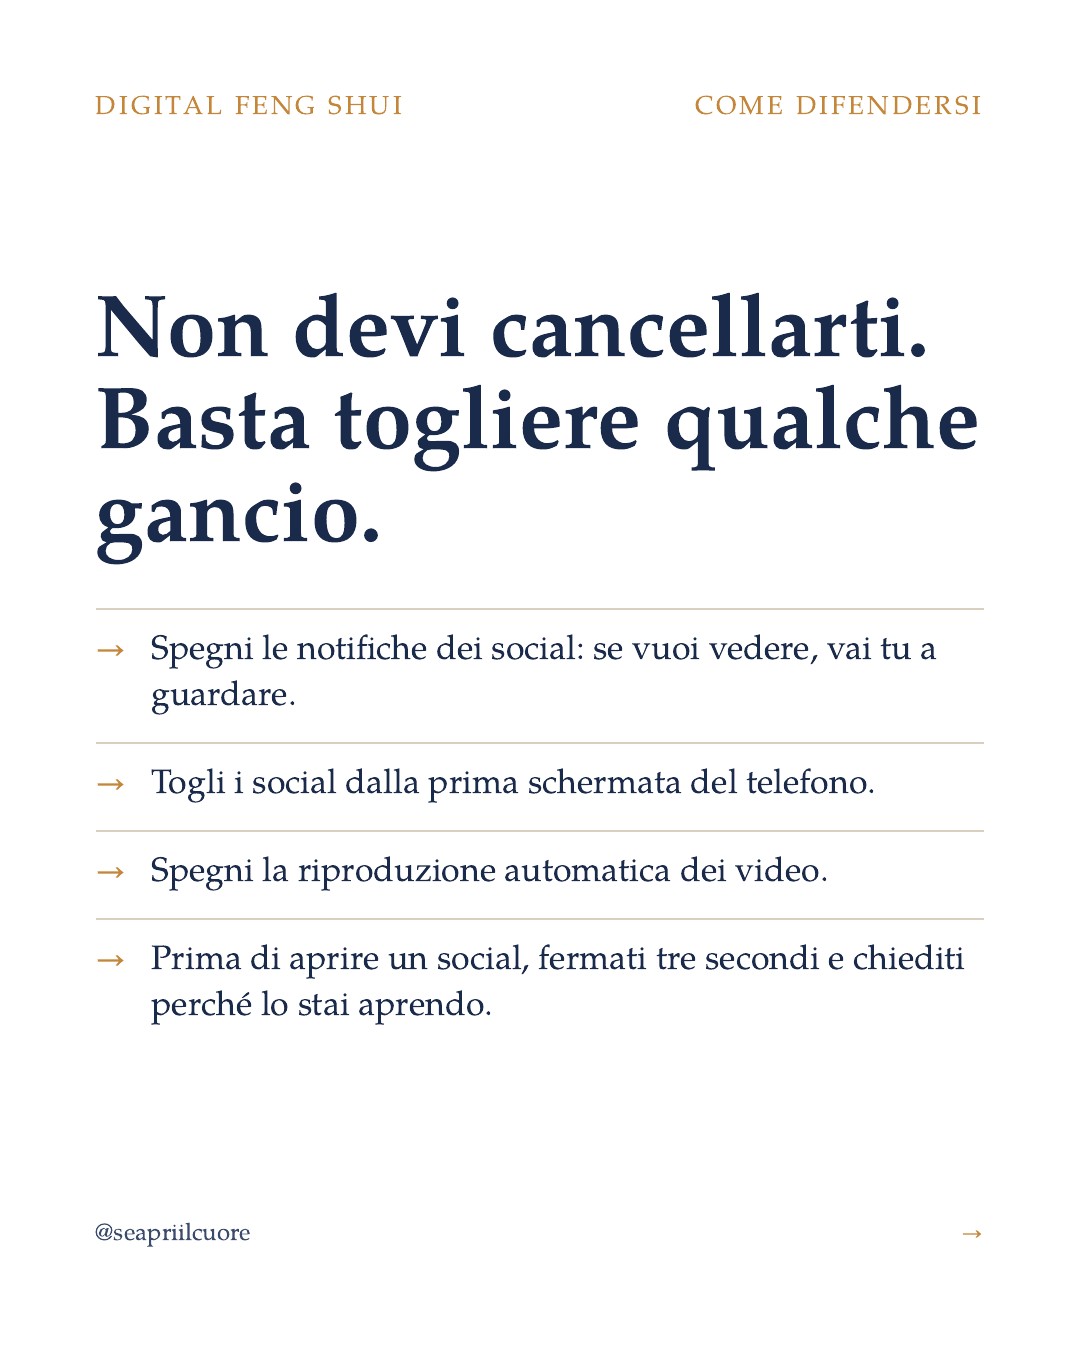 DIGITAL FENG SHUI
COME DIFENDERSI
Non devi cancellarti.
Basta togliere qualche
gancio.
→ Spegni le notifiche dei social: se vuoi vedere, vai tu a
guardare.
→ Togli i social dalla prima schermata del telefono.
→ Spegni la riproduzione automatica dei video.
→ Prima di aprire un social, fermati tre secondi e chiediti
perché lo stai aprendo.
@seapriilcuore
→